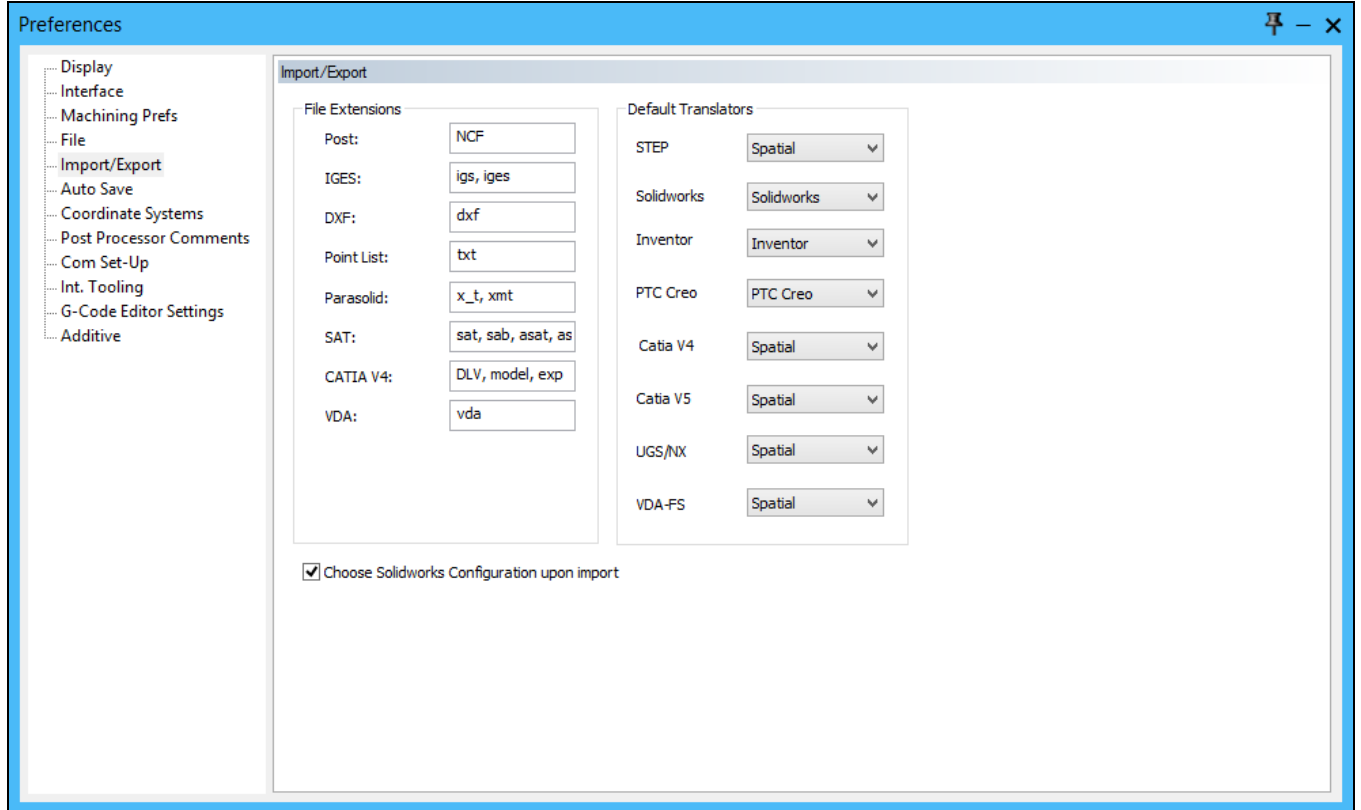 Preferences
Display
Interface
Machining Prefs
File
Import/Export
Auto Save
Coordinate Systems
Post Processor Comments
Com Set-Up
Int. Tooling
G-Code Editor Settings
Additive
Import/Export
File Extensions
Post: NCF
IGES: igs, iges
DXF: dxf
Point List: txt
Parasolid: x_t, xmt
SAT: sat, sab, asat, as
CATIA V4: DLV, model, exp
VDA: vda
Default Translators
STEP Spatial
Solidworks Solidworks
Inventor Inventor
PTC Creo PTC Creo
Catia V4 Spatial
Catia V5 Spatial
UGS/NX Spatial
VDA-FS Spatial
Choose Solidworks Configuration upon import